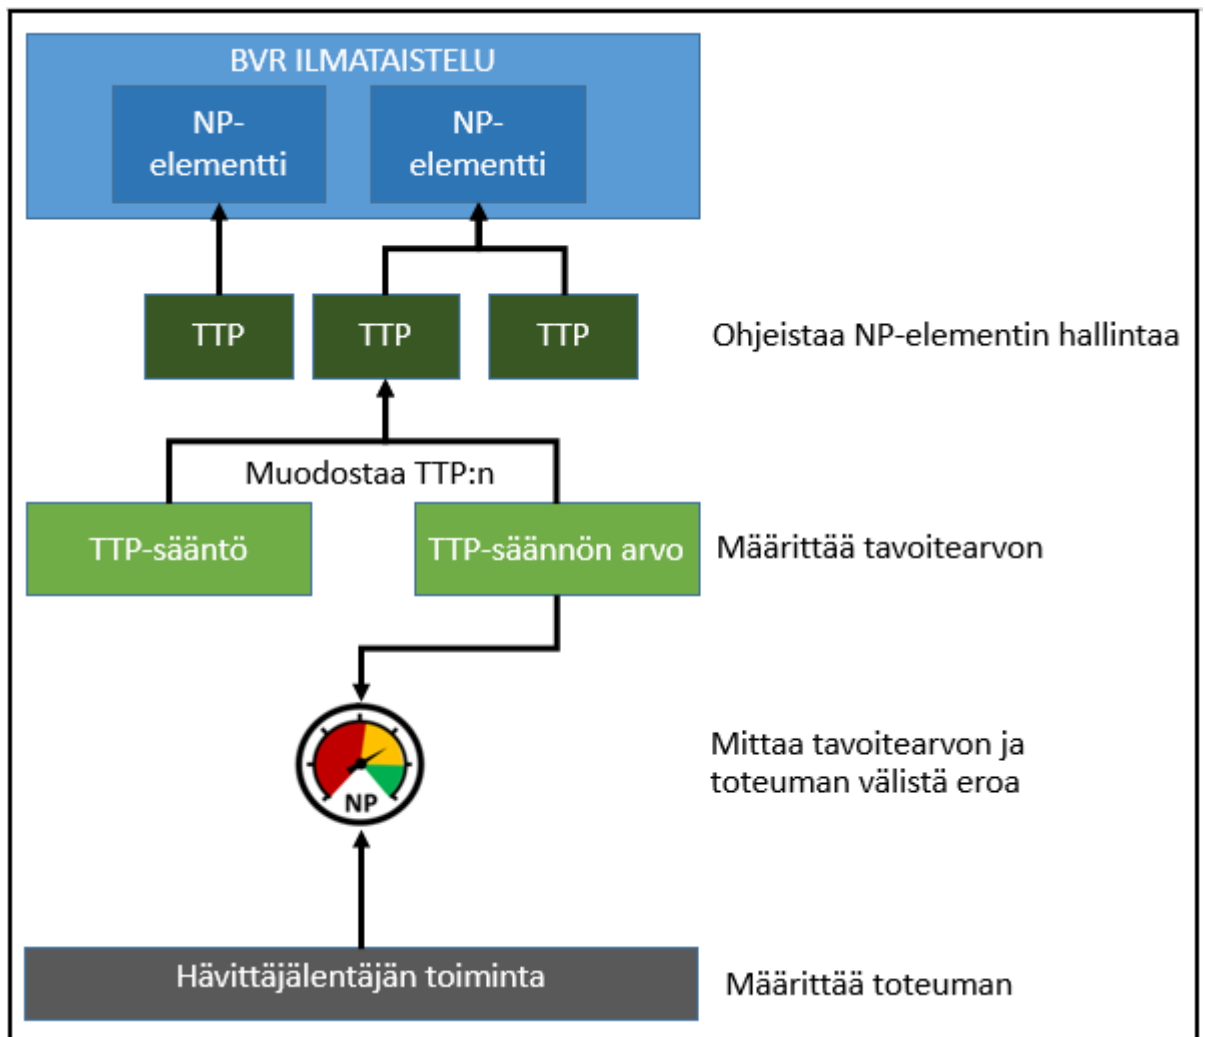 BVR ILMATAISTELU
NP-
elementti
NP-
elementti
TTP
TTP
TTP
Ohjeistaa NP-elementin hallintaa
Muodostaa TTP:n
TTP-sääntö
TTP-säännön arvo
Määrittää tavoitearvon
NP
Mittaa tavoitearvon ja
toteuman välistä eroa
Hävittäjälentäjän toiminta
Määrittää toteuman